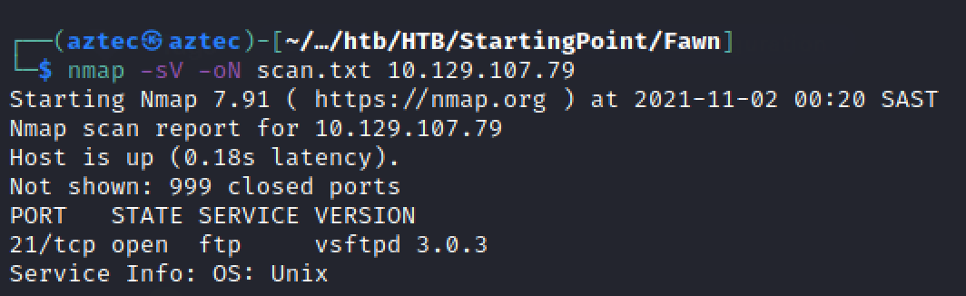 ┌──(aztec㉿aztec)-[~/…/htb/HTB/StartingPoint/Fawn]
└─$ nmap -sV -oN scan.txt 10.129.107.79
Starting Nmap 7.91 ( https://nmap.org ) at 2021-11-02 00:20 SAST
Nmap scan report for 10.129.107.79
Host is up (0.18s latency).
Not shown: 999 closed ports
PORT   STATE SERVICE VERSION
21/tcp open  ftp     vsftpd 3.0.3
Service Info: OS: Unix